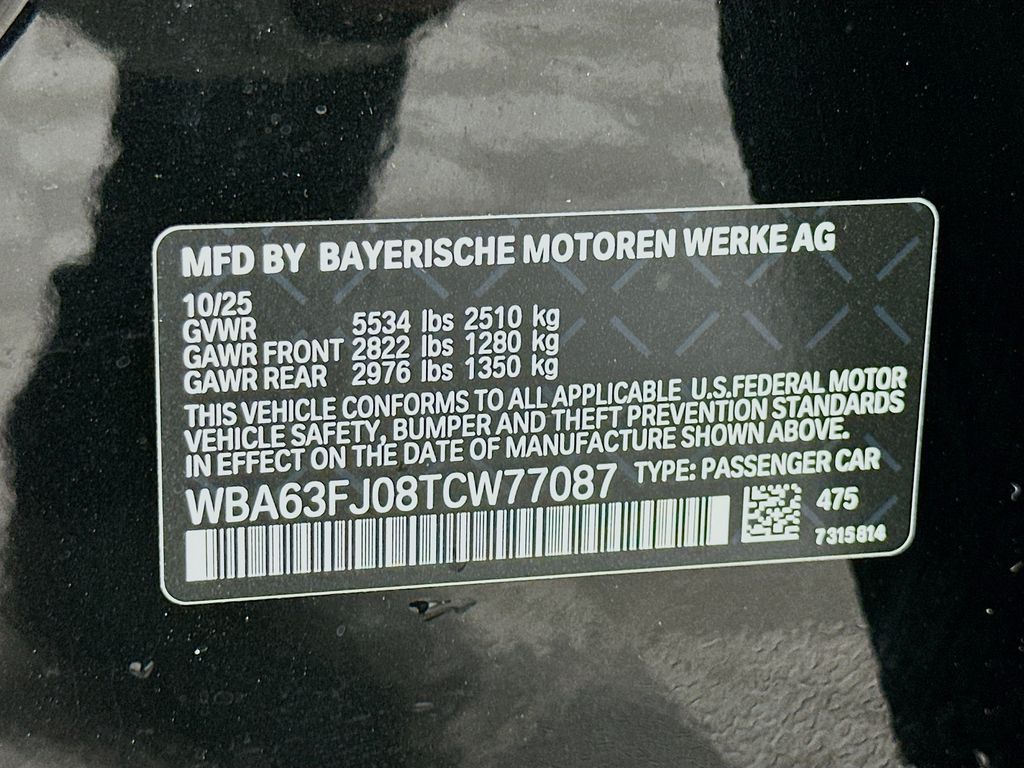 MFD BY BAYERISCHE MOTOREN WERKE AG
10/25
GVWR 5534 lbs 2510 kg
GAWR FRONT 2822 lbs 1280 kg
GAWR REAR 2976 lbs 1350 kg
THIS VEHICLE CONFORMS TO ALL APPLICABLE U.S.FEDERAL MOTOR
VEHICLE SAFETY, BUMPER AND THEFT PREVENTION STANDARDS
IN EFFECT ON THE DATE OF MANUFACTURE SHOWN ABOVE.
WBA63FJ08TCW77087 TYPE: PASSENGER CAR
475
7315814